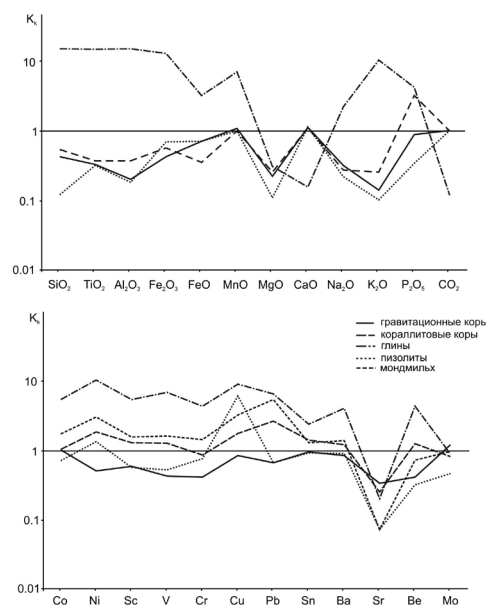 Kₖ
10
1
0.1
0.01
SiO₂ TiO₂ Al₂O₃ Fe₂O₃ FeO MnO MgO CaO Na₂O K₂O P₂O₅ CO₂
Kₖ
гравитационные коры
кораллитовые коры
глины
пизолиты
мондмильх
10
1
0.1
0.01
Co Ni Sc V Cr Cu Pb Sn Ba Sr Be Mo